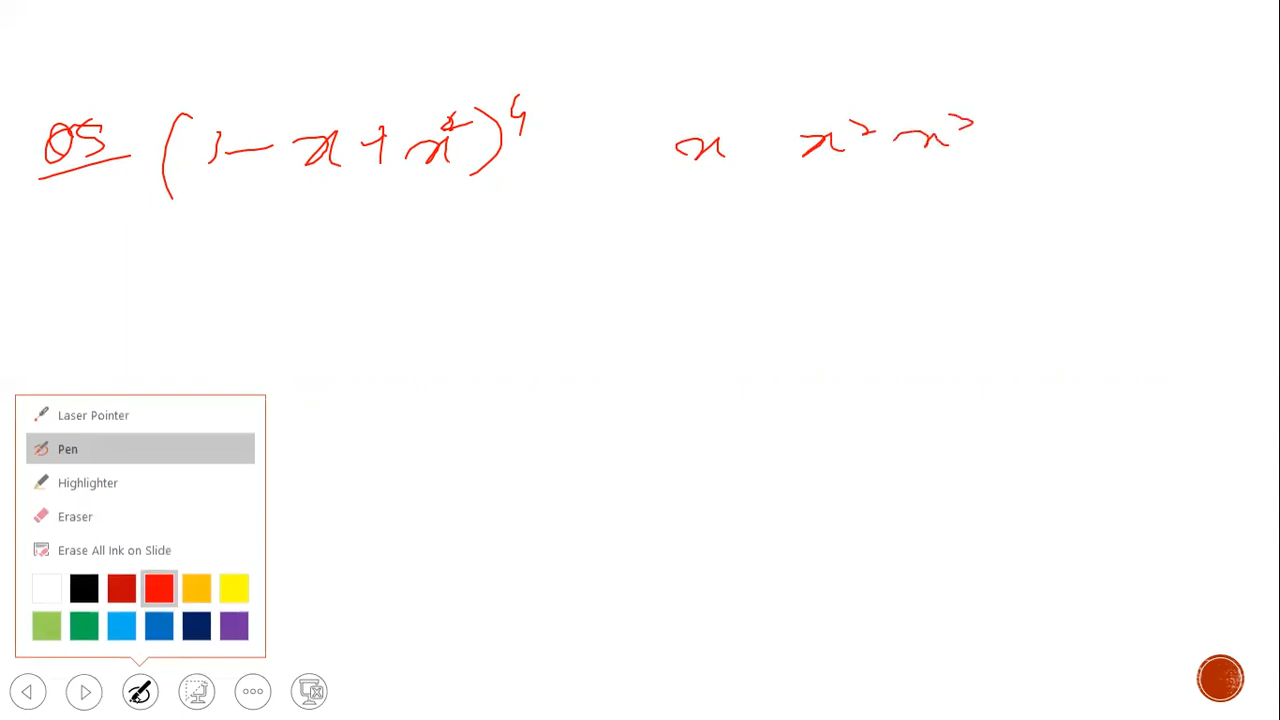 Q5 (1 - x + x²)⁴ x x² x³
Laser Pointer
Pen
Highlighter
Eraser
Erase All Ink on Slide